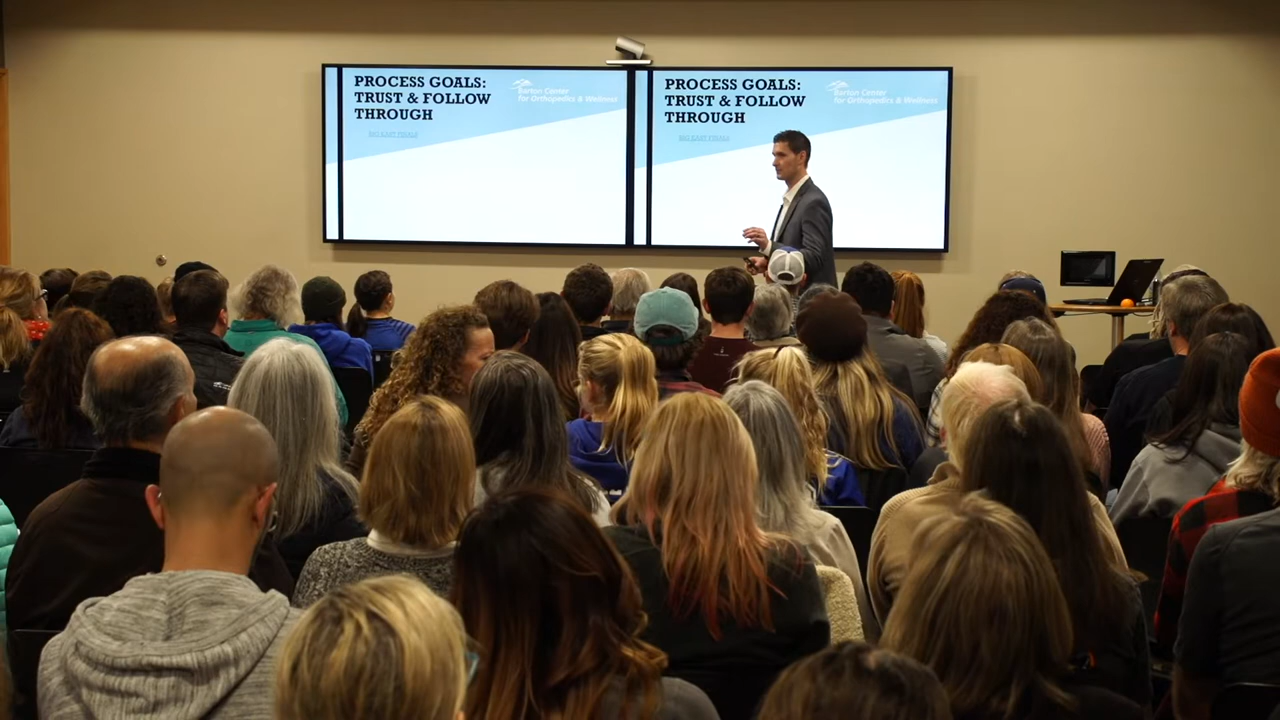 PROCESS GOALS:
TRUST & FOLLOW
THROUGH
Barton Center
for Orthopedics & Wellness
PROCESS GOALS:
TRUST & FOLLOW
THROUGH
Barton Center
for Orthopedics & Wellness